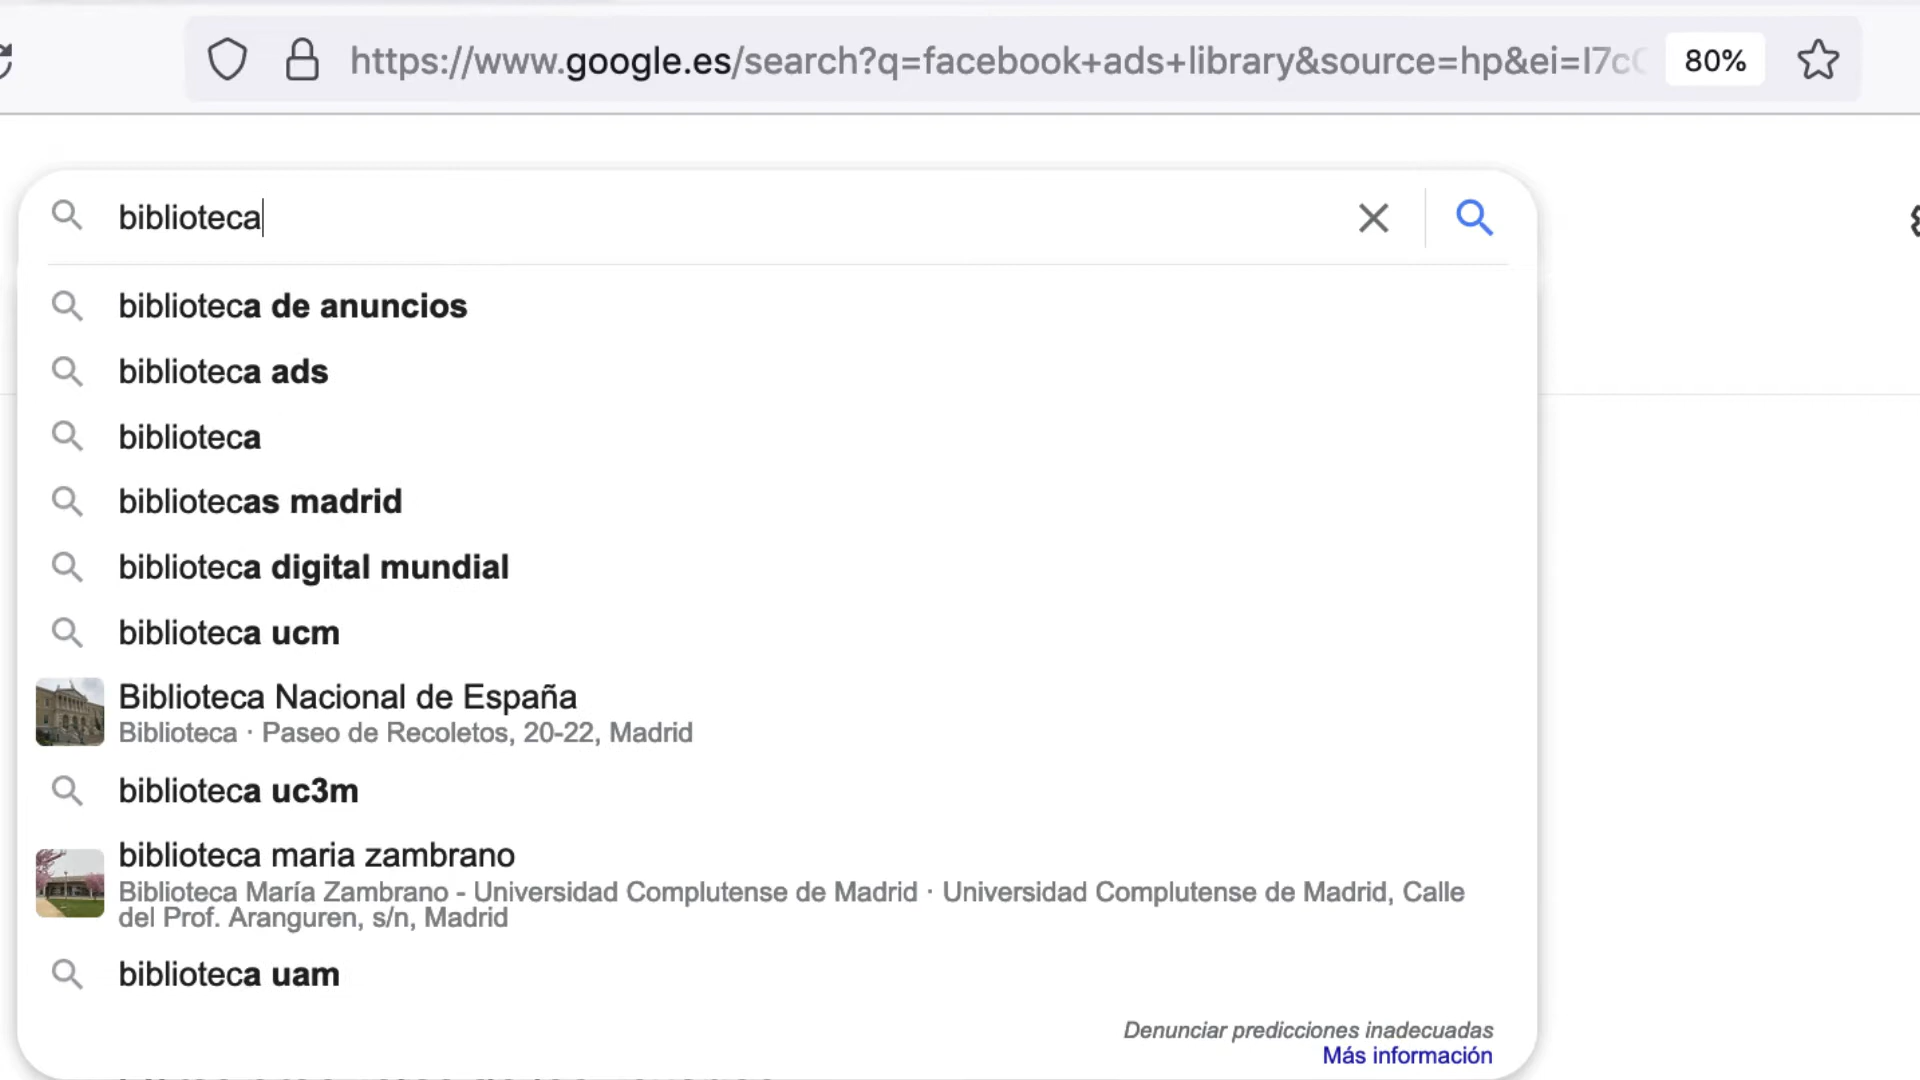 https://www.google.es/search?q=facebook+ads+library&source=hp&ei=I7c
80%
biblioteca
biblioteca de anuncios
biblioteca ads
biblioteca
bibliotecas madrid
biblioteca digital mundial
biblioteca ucm
Biblioteca Nacional de España
Biblioteca · Paseo de Recoletos, 20-22, Madrid
biblioteca uc3m
biblioteca maria zambrano
Biblioteca María Zambrano - Universidad Complutense de Madrid · Universidad Complutense de Madrid, Calle
del Prof. Aranguren, s/n, Madrid
biblioteca uam
Denunciar predicciones inadecuadas
Más información